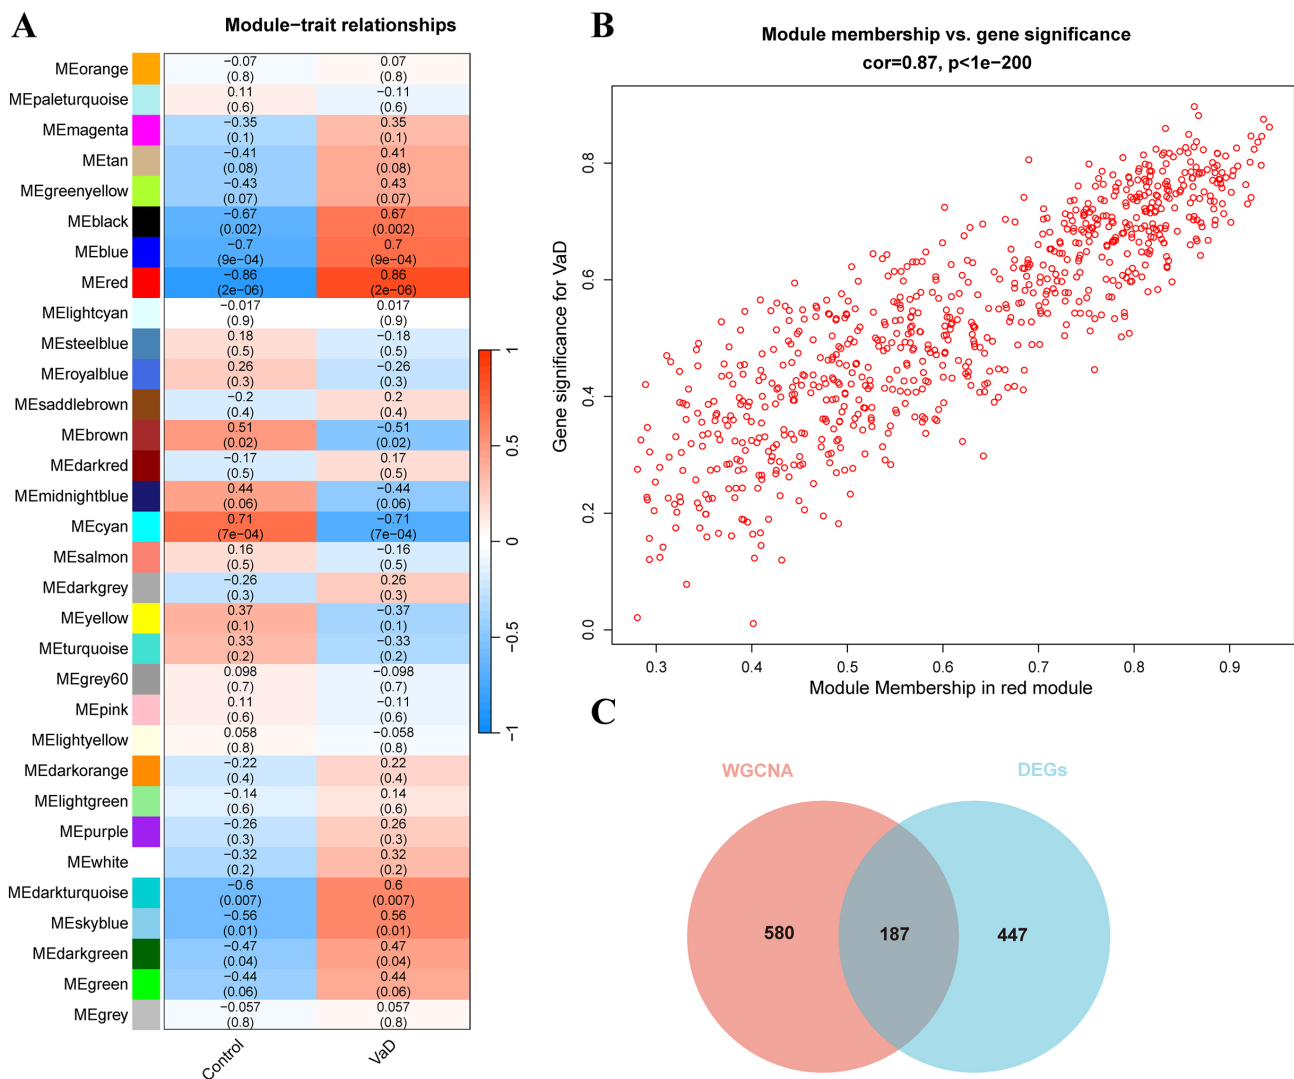 A
Module−trait relationships
MEorange
−0.07
(0.8)
0.07
(0.8)
MEpaleturquoise
0.11
(0.6)
−0.11
(0.6)
MEmagenta
−0.35
(0.1)
0.35
(0.1)
MEtan
−0.41
(0.08)
0.41
(0.08)
MEgreenyellow
−0.43
(0.07)
0.43
(0.07)
MEblack
−0.67
(0.002)
0.67
(0.002)
MEblue
−0.7
(9e−04)
0.7
(9e−04)
MEred
−0.86
(2e−06)
0.86
(2e−06)
MElightcyan
−0.017
(0.9)
0.017
(0.9)
MEsteelblue
0.18
(0.5)
−0.18
(0.5)
MEroyalblue
0.26
(0.3)
−0.26
(0.3)
MEsaddlebrown
−0.2
(0.4)
0.2
(0.4)
MEbrown
0.51
(0.02)
−0.51
(0.02)
MEdarkred
−0.17
(0.5)
0.17
(0.5)
MEmidnightblue
0.44
(0.06)
−0.44
(0.06)
MEcyan
0.71
(7e−04)
−0.71
(7e−04)
MEsalmon
0.16
(0.5)
−0.16
(0.5)
MEdarkgrey
−0.26
(0.3)
0.26
(0.3)
MEyellow
0.37
(0.1)
−0.37
(0.1)
MEturquoise
0.33
(0.2)
−0.33
(0.2)
MEgrey60
0.098
(0.7)
−0.098
(0.7)
MEpink
0.11
(0.6)
−0.11
(0.6)
MElightyellow
0.058
(0.8)
−0.058
(0.8)
MEdarkorange
−0.22
(0.4)
0.22
(0.4)
MElightgreen
−0.14
(0.6)
0.14
(0.6)
MEpurple
−0.26
(0.3)
0.26
(0.3)
MEwhite
−0.32
(0.2)
0.32
(0.2)
MEdarkturquoise
−0.6
(0.007)
0.6
(0.007)
MEskyblue
−0.56
(0.01)
0.56
(0.01)
MEdarkgreen
−0.47
(0.04)
0.47
(0.04)
MEgreen
−0.44
(0.06)
0.44
(0.06)
MEgrey
−0.057
(0.8)
0.057
(0.8)
Control
VaD
1
0.5
0
−0.5
−1
B
Module membership vs. gene significance
cor=0.87, p<1e−200
Gene significance for VaD
0.8
0.6
0.4
0.2
0.0
0.3
0.4
0.5
0.6
0.7
0.8
0.9
Module Membership in red module
C
WGCNA
DEGs
580
187
447